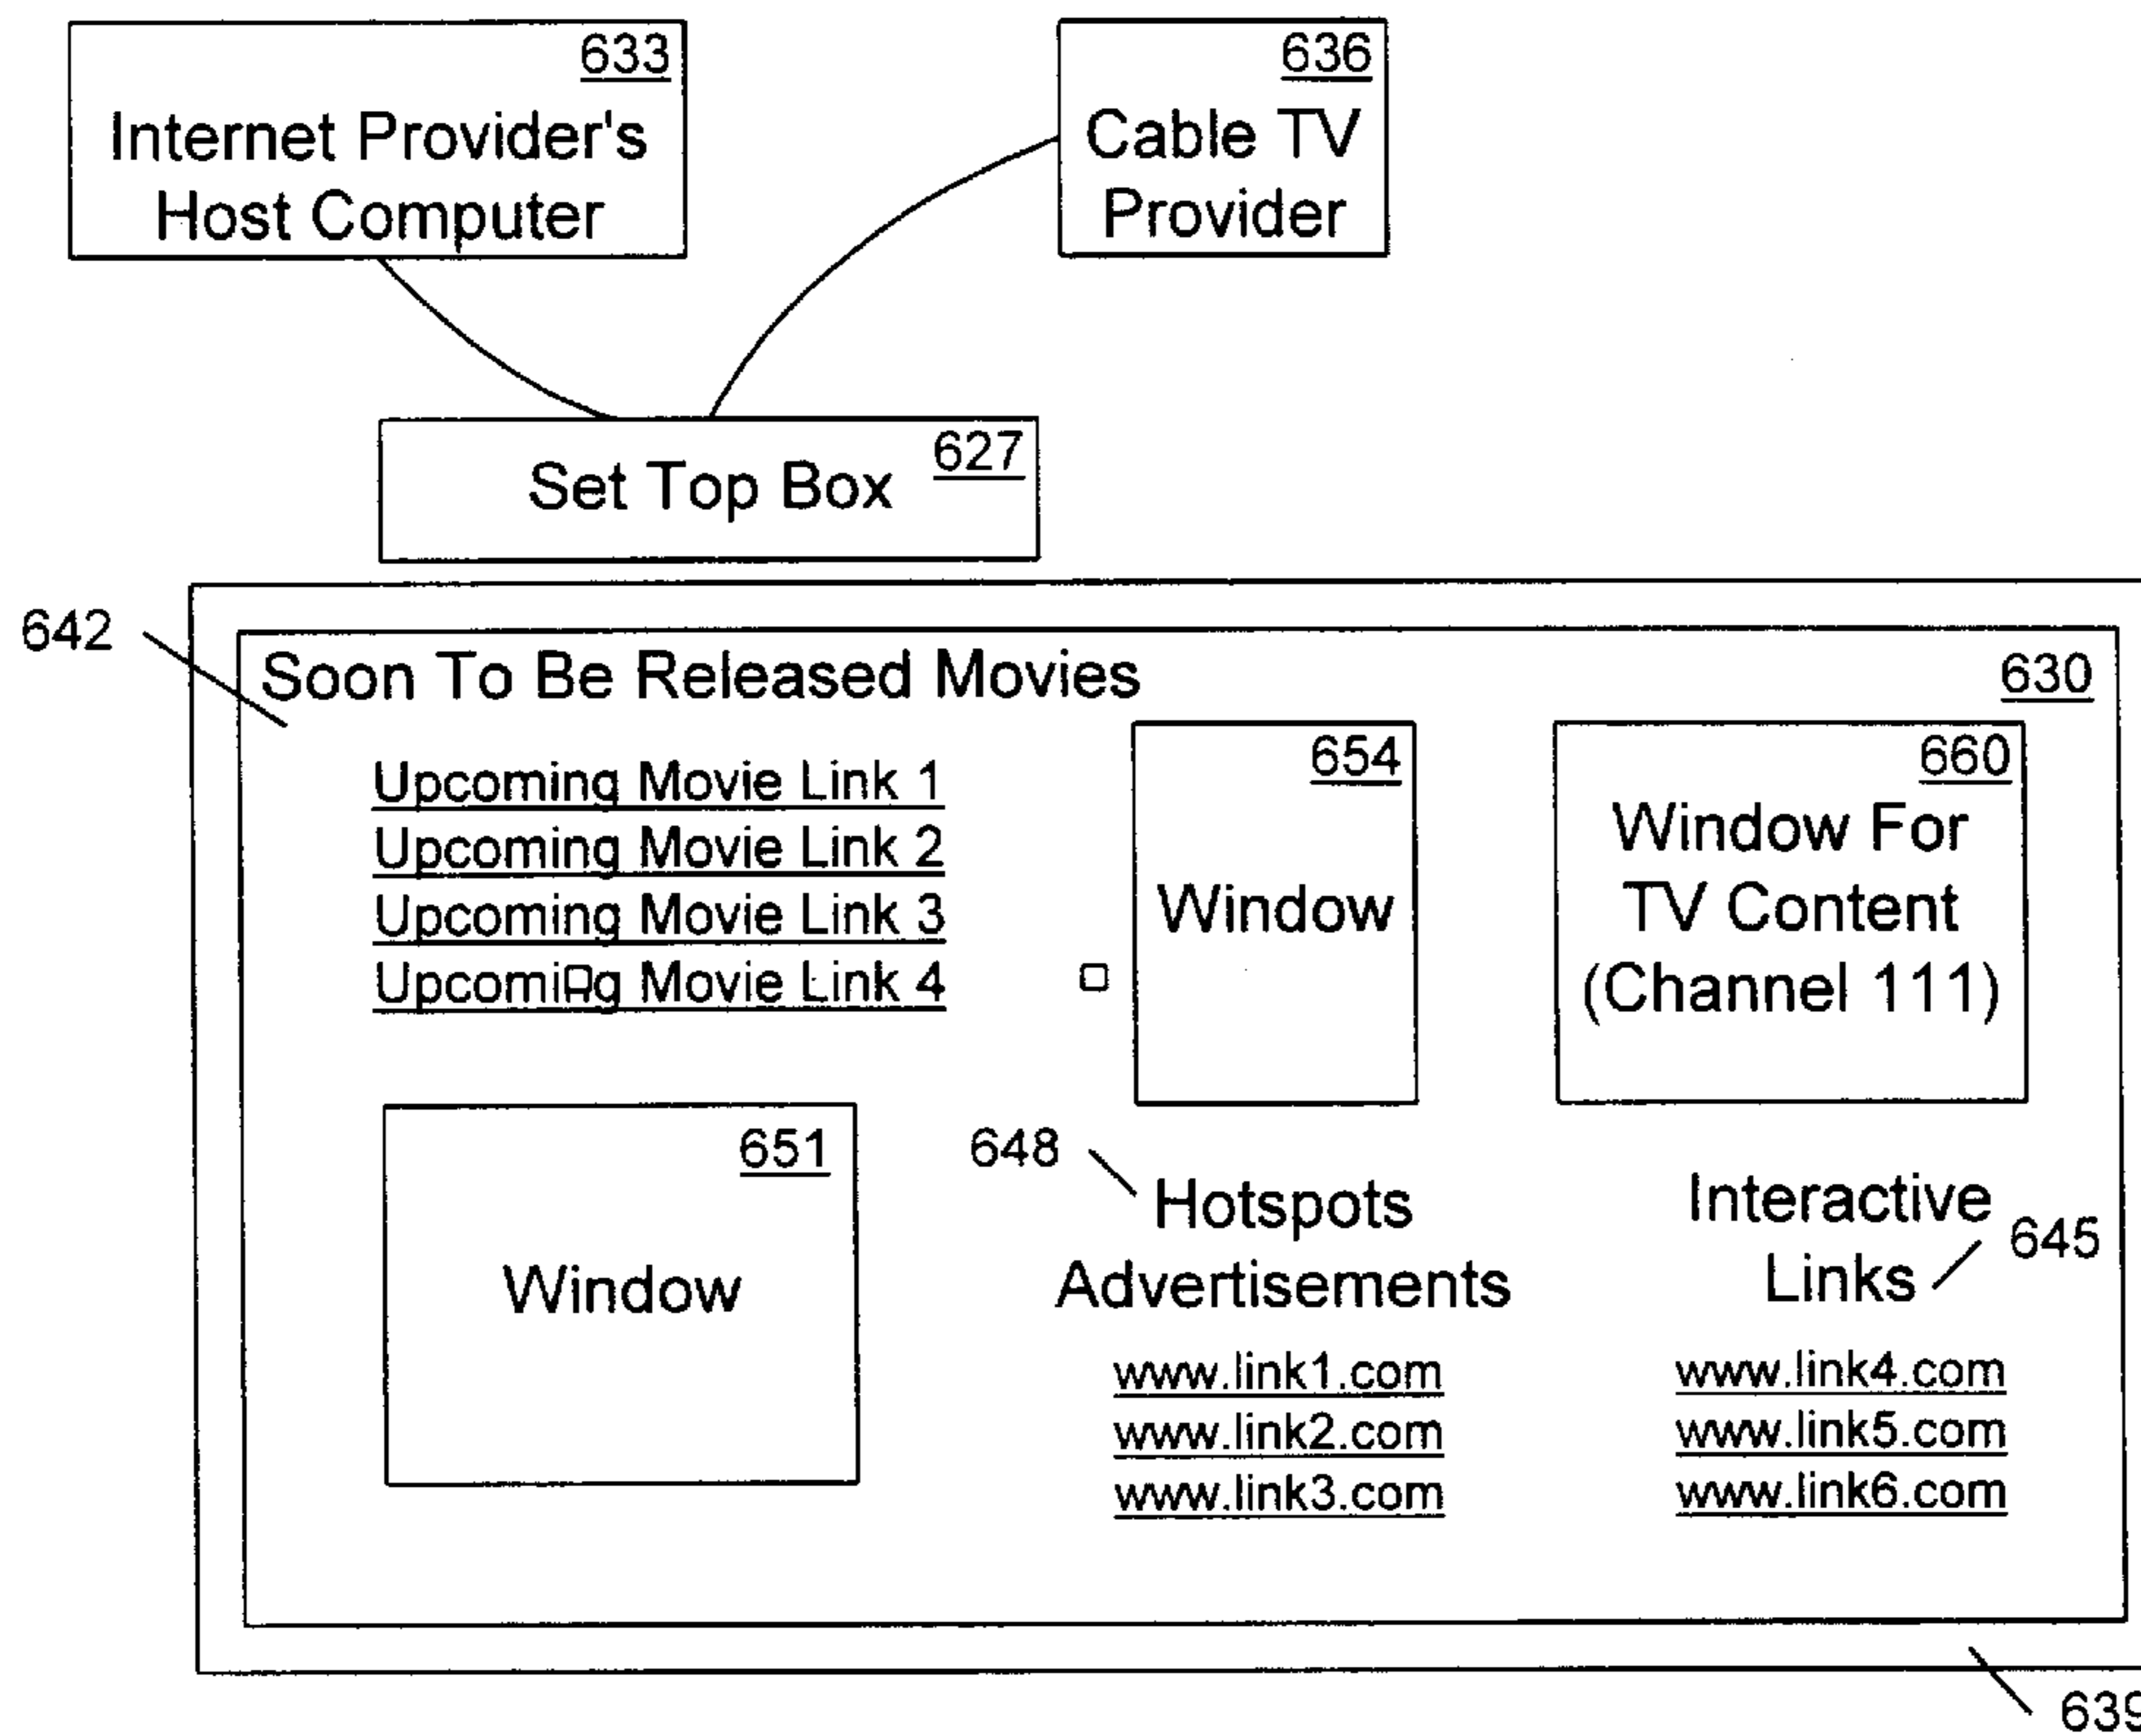 633
Internet Provider's
Host Computer
636
Cable TV
Provider
627
Set Top Box
642
Soon To Be Released Movies
630
Upcoming Movie Link 1
Upcoming Movie Link 2
Upcoming Movie Link 3
Upcoming Movie Link 4
654
Window
660
Window For
TV Content
(Channel 111)
651
Window
648
Hotspots
Advertisements
www.link1.com
www.link2.com
www.link3.com
Interactive
Links
645
www.link4.com
www.link5.com
www.link6.com
639